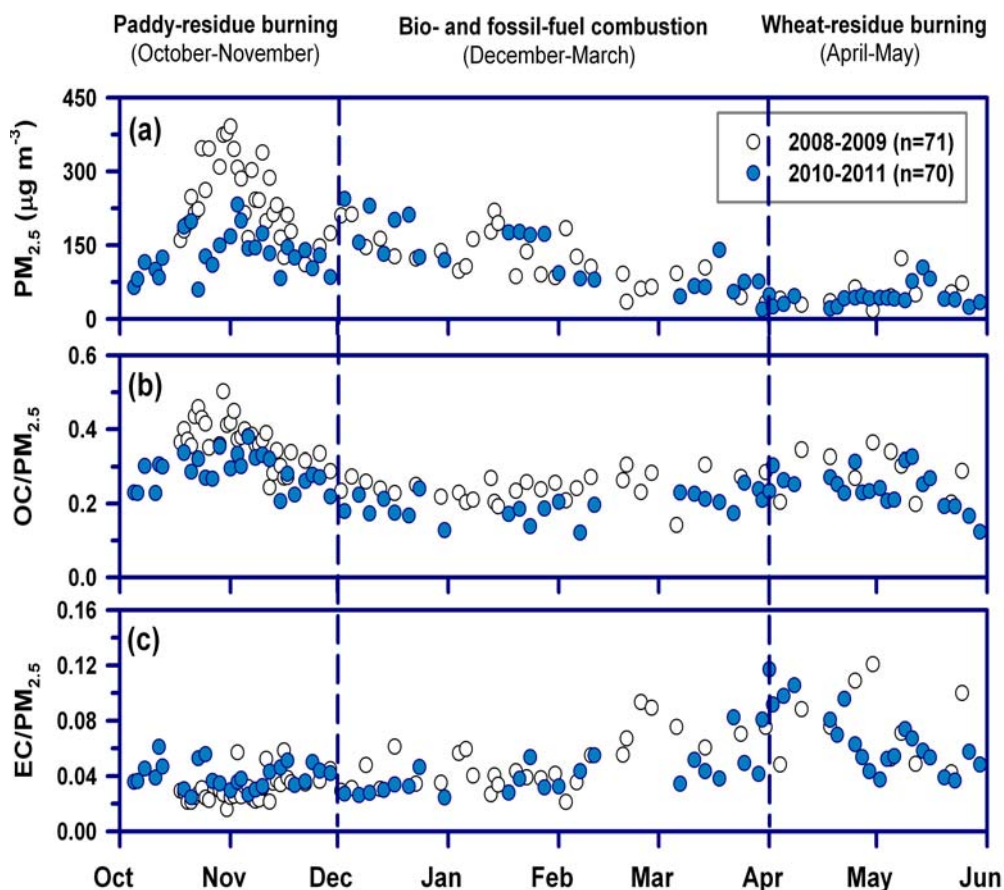 Paddy-residue burning
(October-November)
Bio- and fossil-fuel combustion
(December-March)
Wheat-residue burning
(April-May)
(a)
2008-2009 (n=71)
2010-2011 (n=70)
PM2.5 (μg m⁻³)
450
300
150
0
(b)
OC/PM2.5
0.6
0.4
0.2
0.0
(c)
EC/PM2.5
0.16
0.12
0.08
0.04
0.00
Oct Nov Dec Jan Feb Mar Apr May Jun